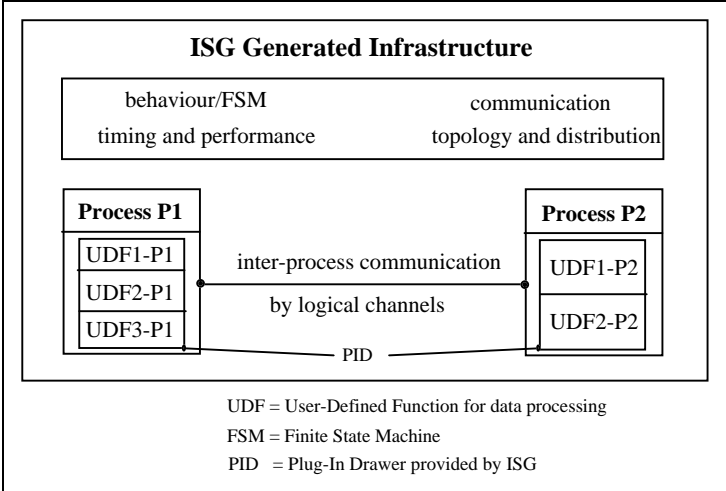 ISG Generated Infrastructure
behaviour/FSM communication
timing and performance topology and distribution
Process P1
UDF1-P1
UDF2-P1
UDF3-P1
inter-process communication
by logical channels
PID
Process P2
UDF1-P2
UDF2-P2
UDF = User-Defined Function for data processing
FSM = Finite State Machine
PID = Plug-In Drawer provided by ISG